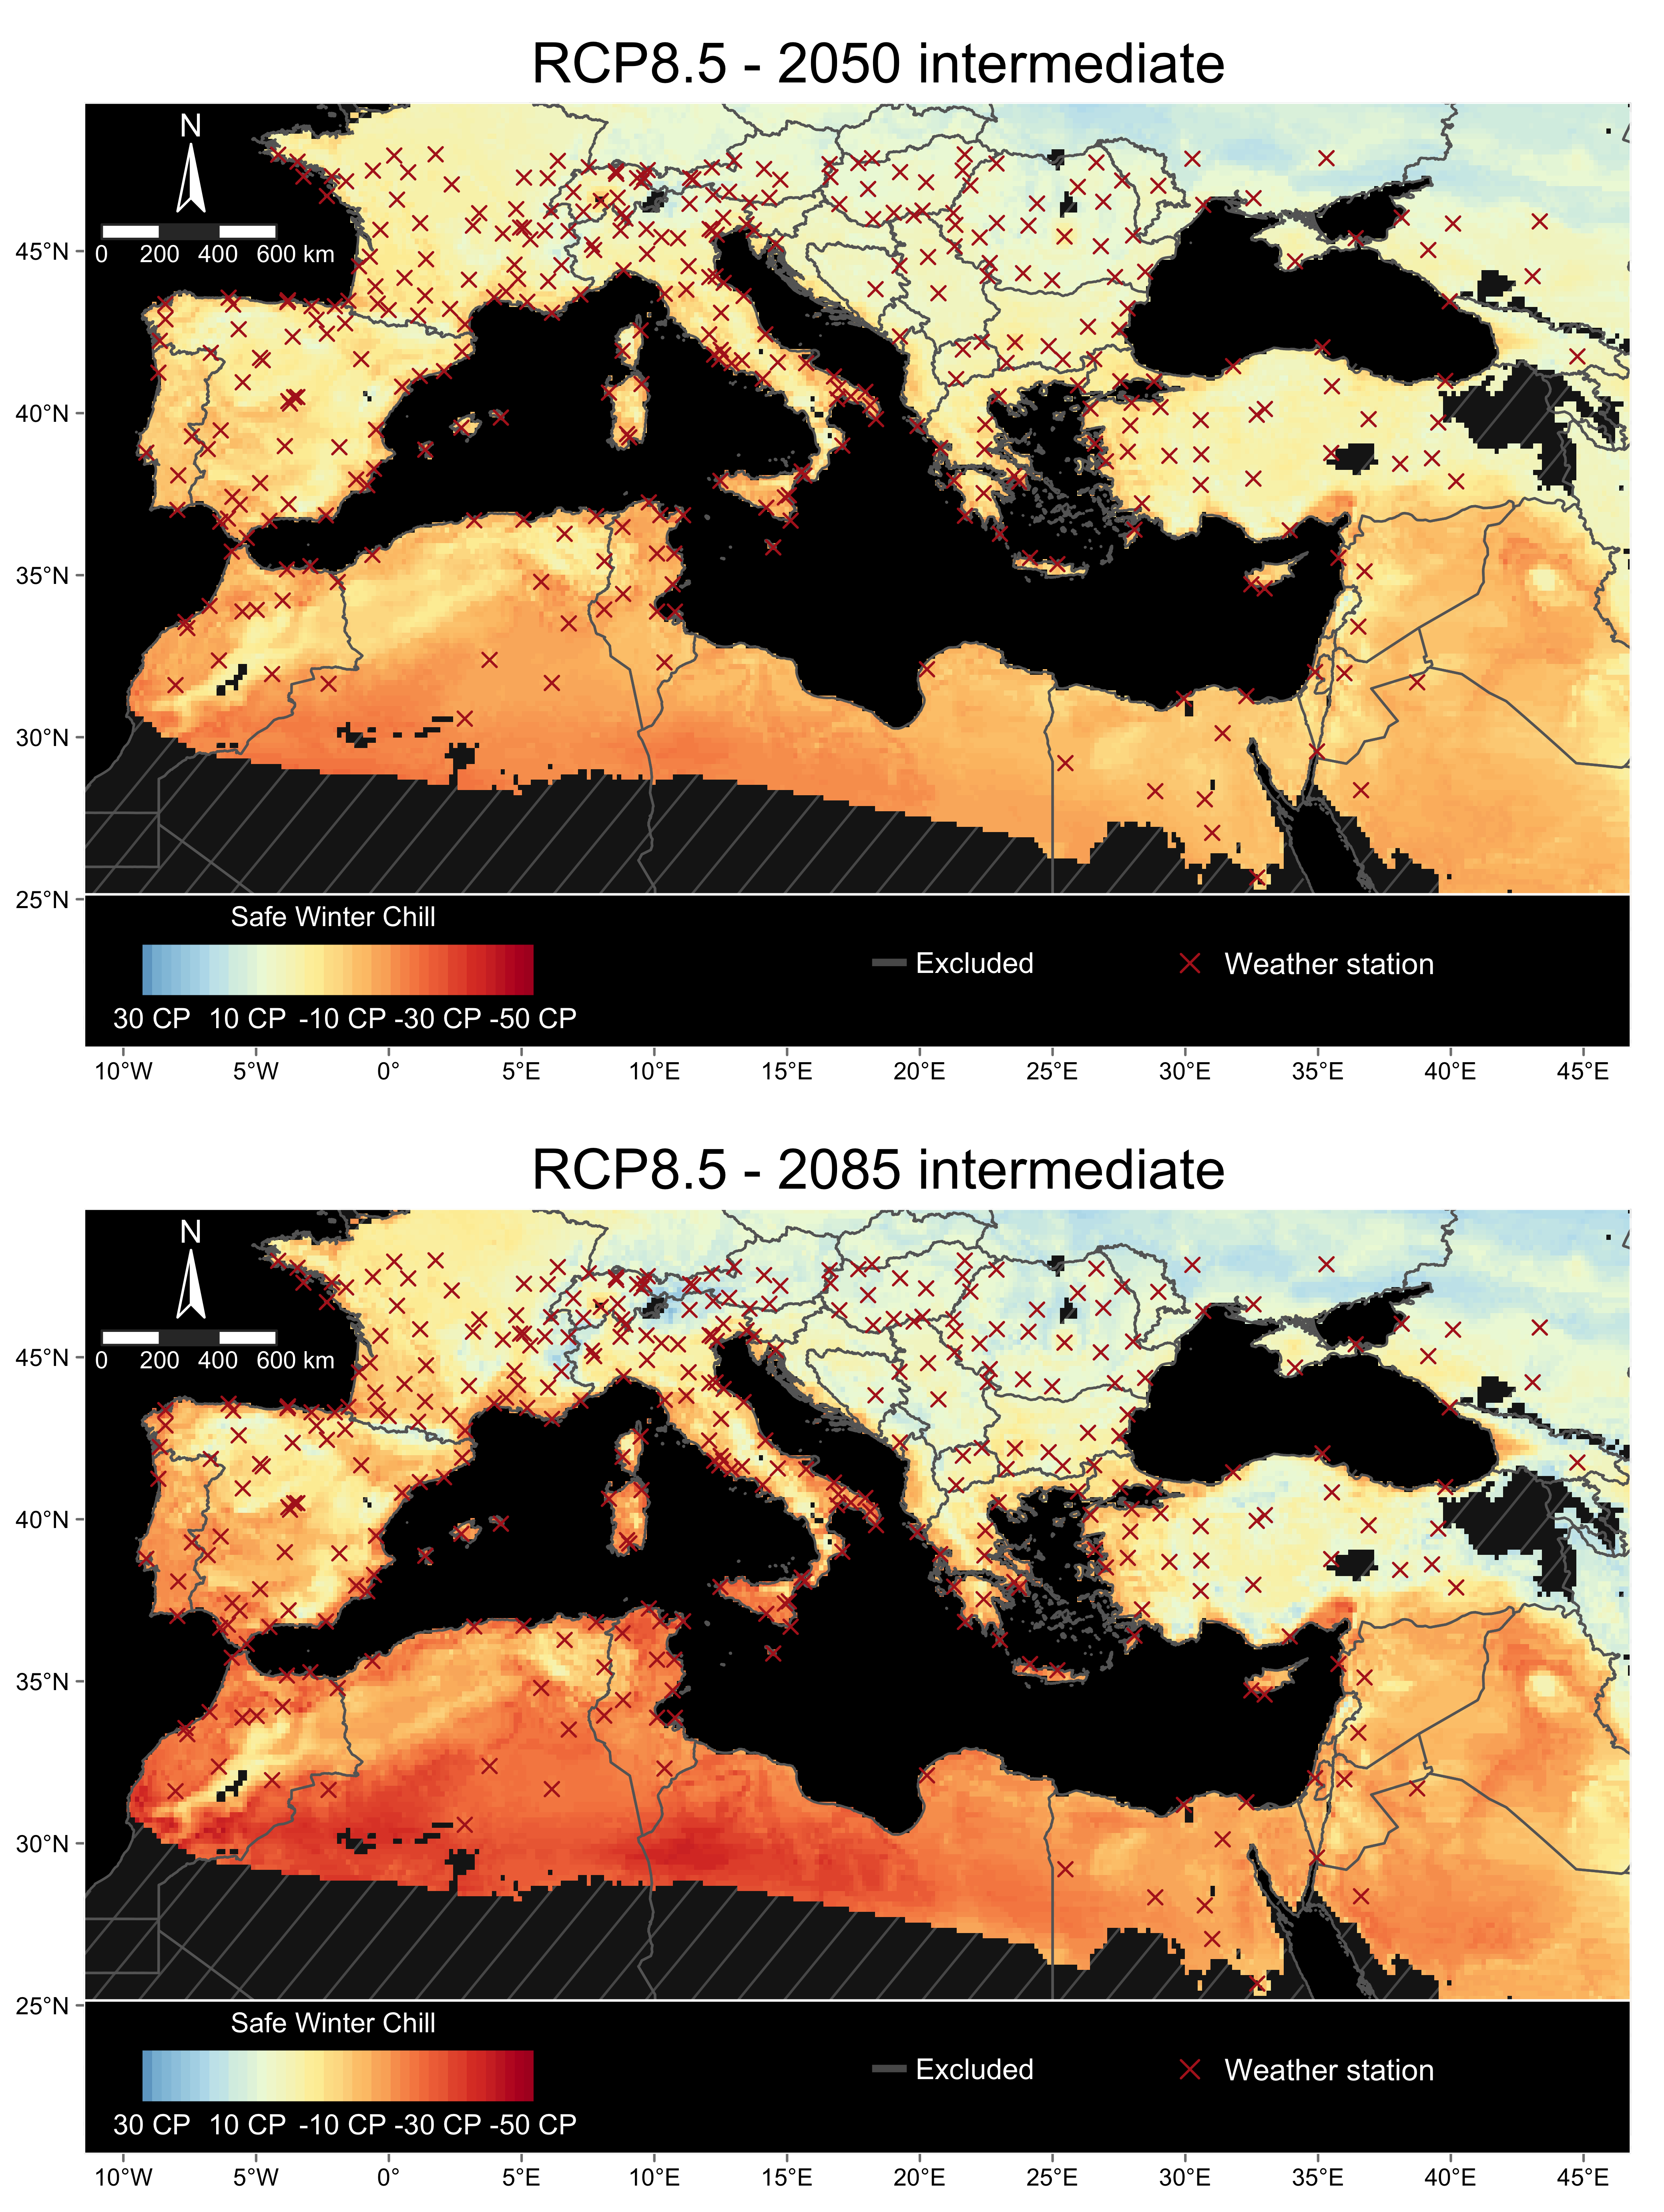 RCP8.5 - 2050 intermediate
N
0 200 400 600 km
45°N
40°N
35°N
30°N
25°N
Safe Winter Chill
Excluded
Weather station
30 CP 10 CP -10 CP -30 CP -50 CP
10°W 5°W 0° 5°E 10°E 15°E 20°E 25°E 30°E 35°E 40°E 45°E
RCP8.5 - 2085 intermediate
N
0 200 400 600 km
45°N
40°N
35°N
30°N
25°N
Safe Winter Chill
Excluded
Weather station
30 CP 10 CP -10 CP -30 CP -50 CP
10°W 5°W 0° 5°E 10°E 15°E 20°E 25°E 30°E 35°E 40°E 45°E